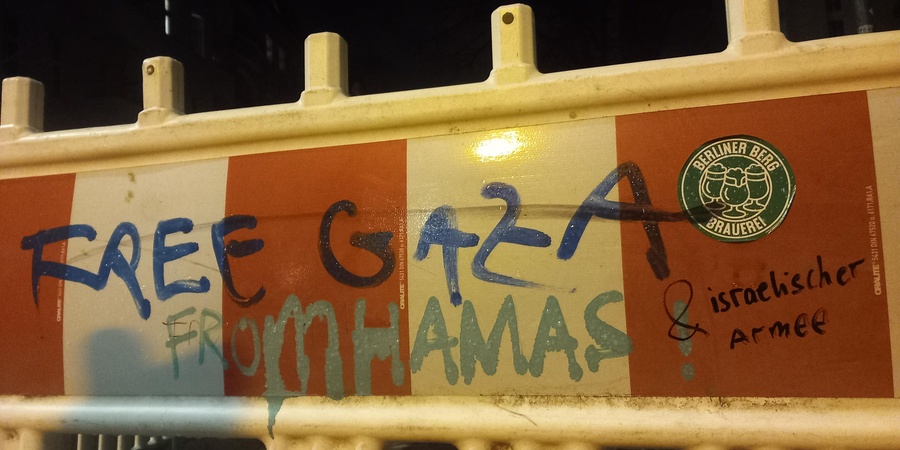 FREE GAZA
FROM HAMAS!
& israelischer
ARMEE
BERLINER BERG
BRAUEREI